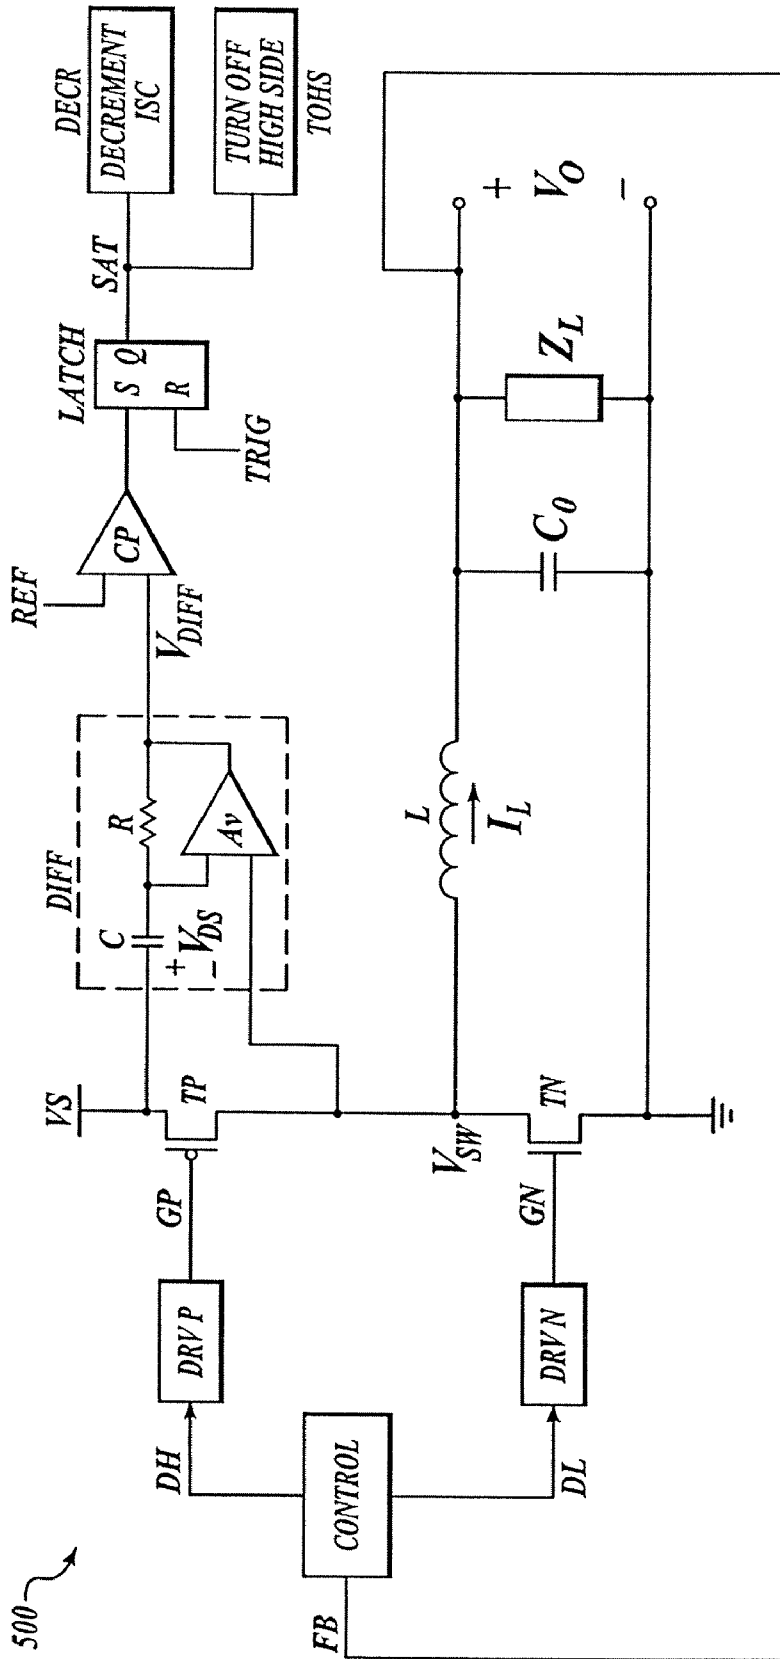 500
FB
CONTROL
DH
DL
DRV P
DRV N
GP
GN
VS
TP
TN
V_SW
DIFF
C
R
+
−V_DS
Av
V_DIFF
REF
CP
LATCH
S Q
R
TRIG
SAT
DECR
DECREMENT
ISC
TURN OFF
HIGH SIDE
TOHS
L
I_L
C_0
Z_L
+
V_O
−